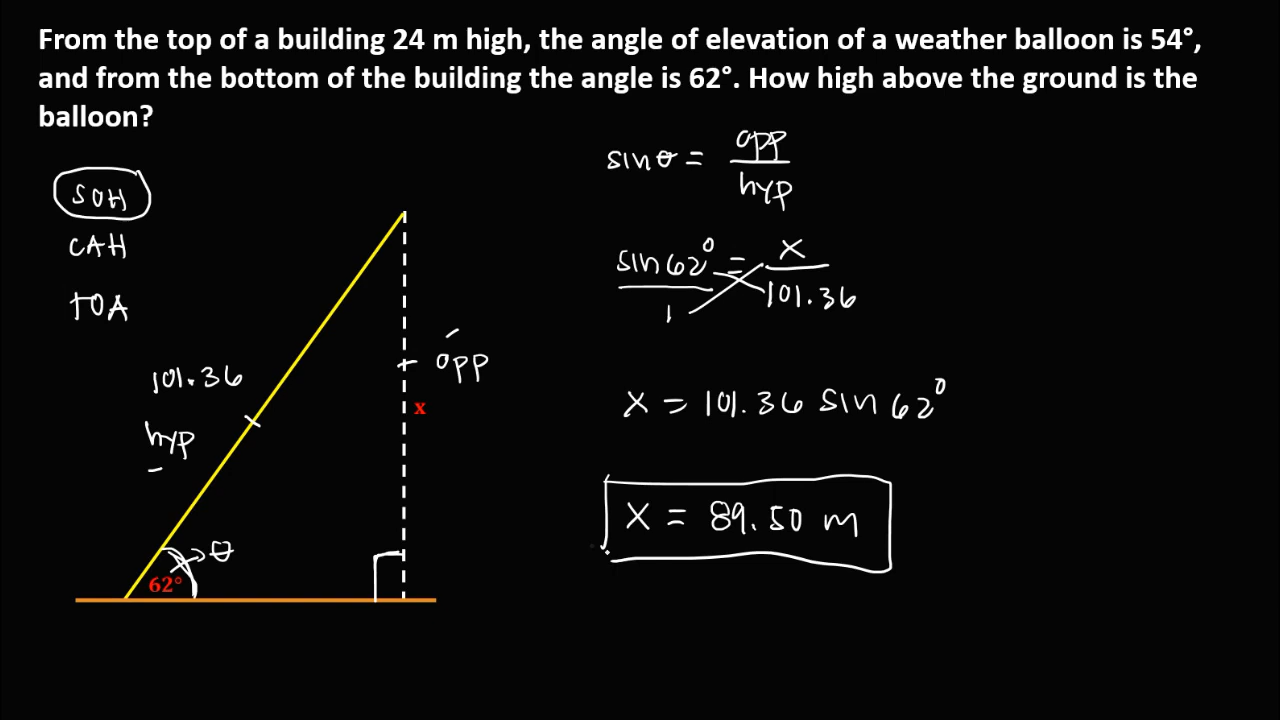 From the top of a building 24 m high, the angle of elevation of a weather balloon is 54°,
and from the bottom of the building the angle is 62°. How high above the ground is the
balloon?
SOH
CAH
TOA
101.36
hyp
opp
x
θ
62°
sinθ = opp
hyp
sin 62° = x
1 101.36
x = 101.36 sin 62°
x = 89.50 m